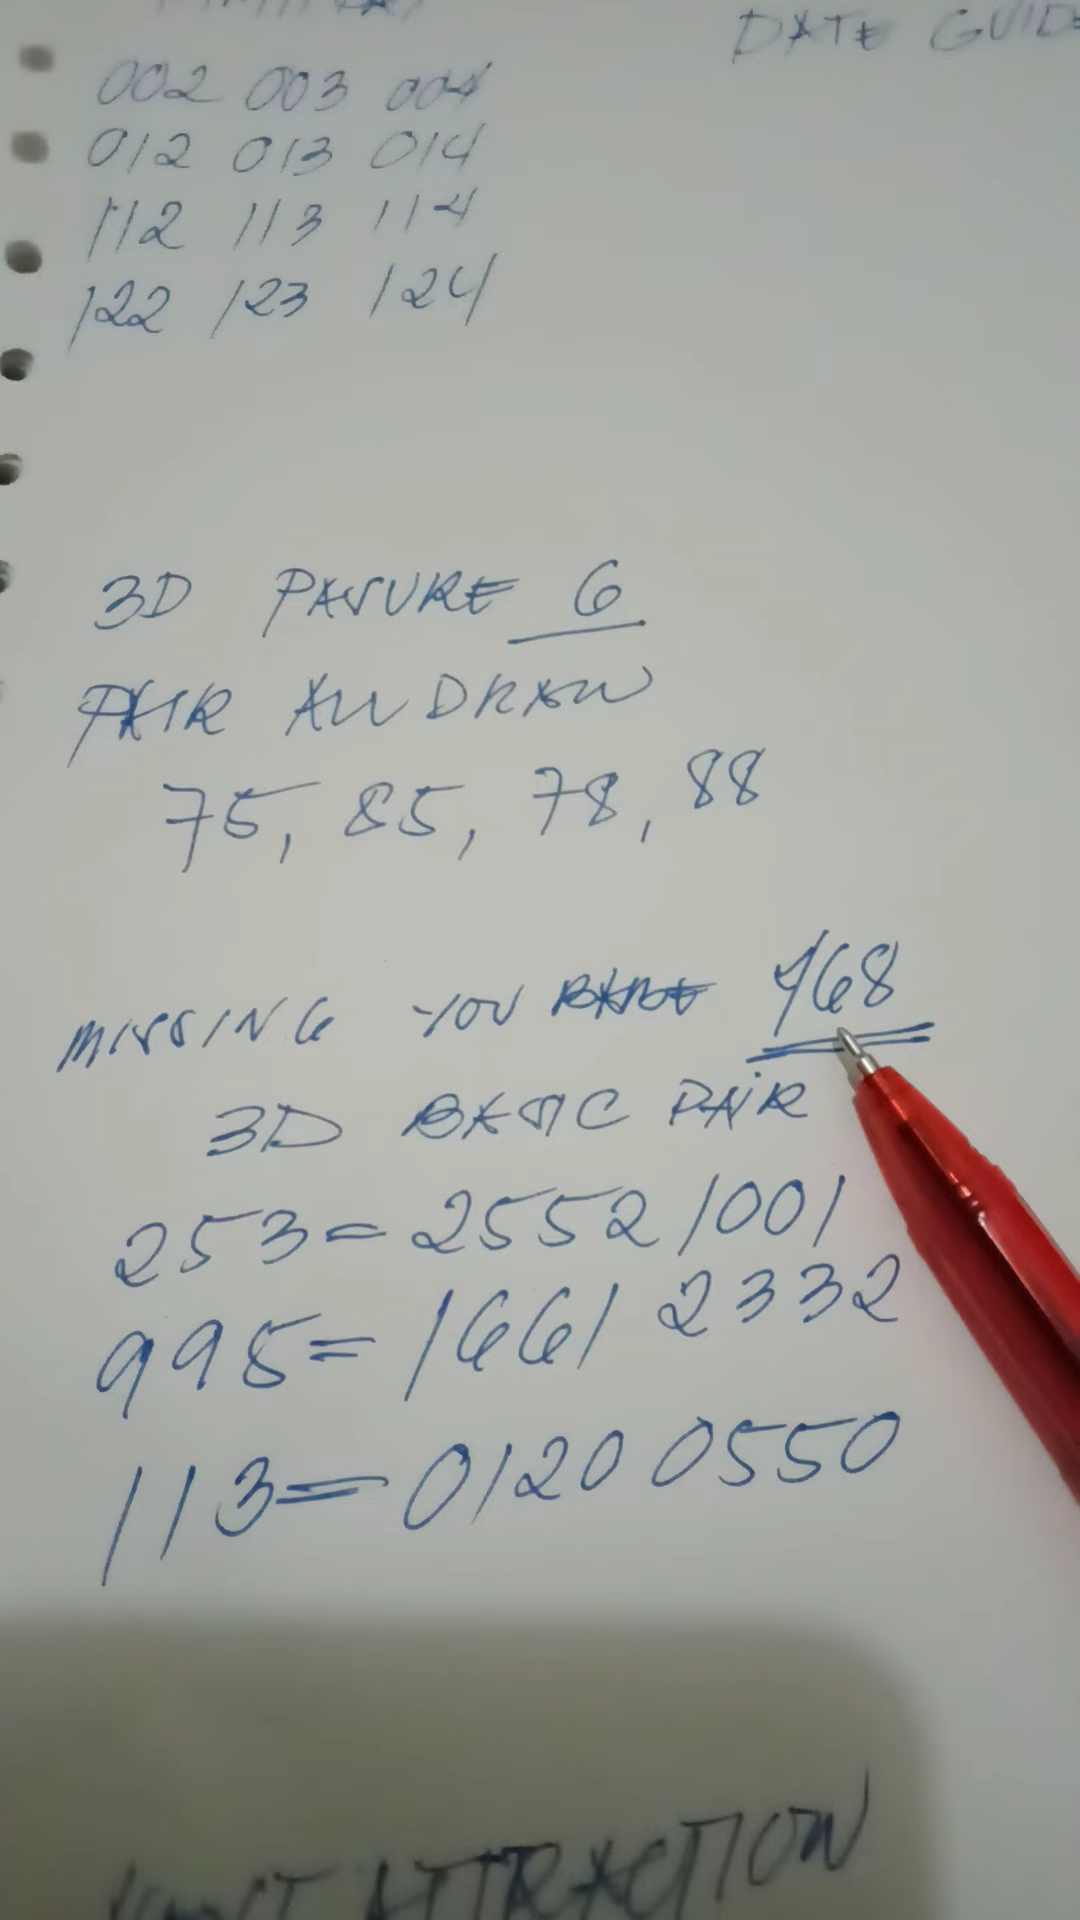 DATE GUIDE
002 003 004
012 013 014
112 113 114
122 123 124
3D PASURE 6
PAIR ALL DRAW
75, 85, 78, 88
MISSING YOU BABE 468
3D BASIC PAIR
253 = 2552 1001
995 = 1661 2332
113 = 0120 0550
ATTRACTION